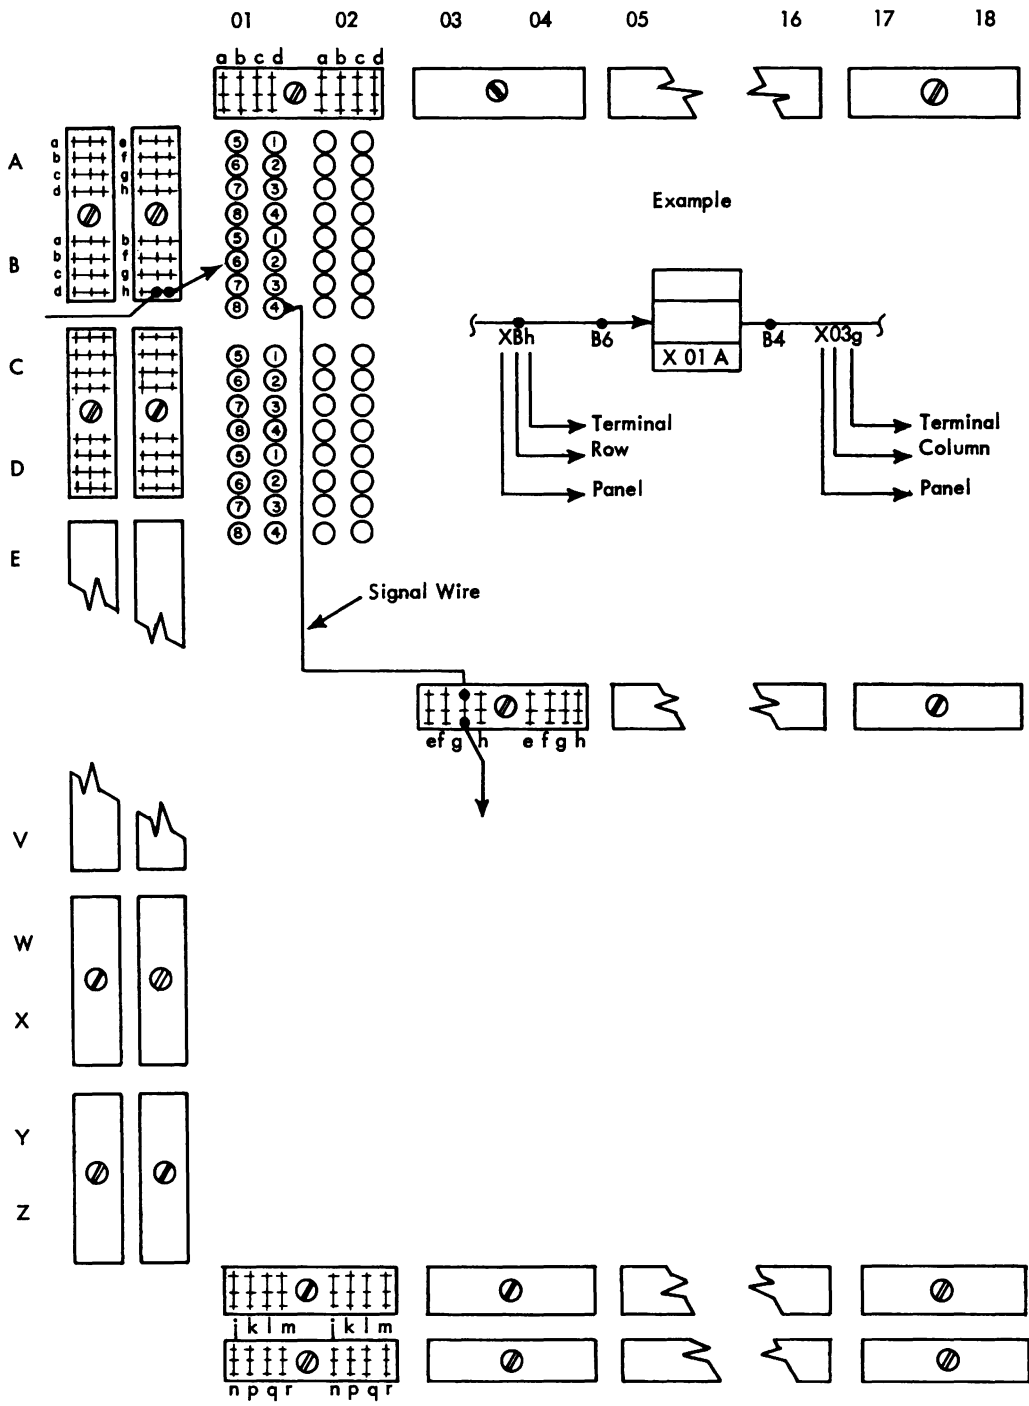 01 02 03 04 05 16 17 18
a b c d a b c d
A
a e
b f
c g
d h
5 1
6 2
7 3
8 4
Example
B
a b
b f
c g
d h
5 1
6 2
7 3
8 4
XBh B6 X 01 A B4 X03g
Terminal
Row
Panel
Terminal
Column
Panel
C
5 1
6 2
7 3
8 4
D
5 1
6 2
7 3
8 4
E
Signal Wire
e f g h e f g h
V
W
X
Y
Z
j k l m j k l m
n p q r n p q r